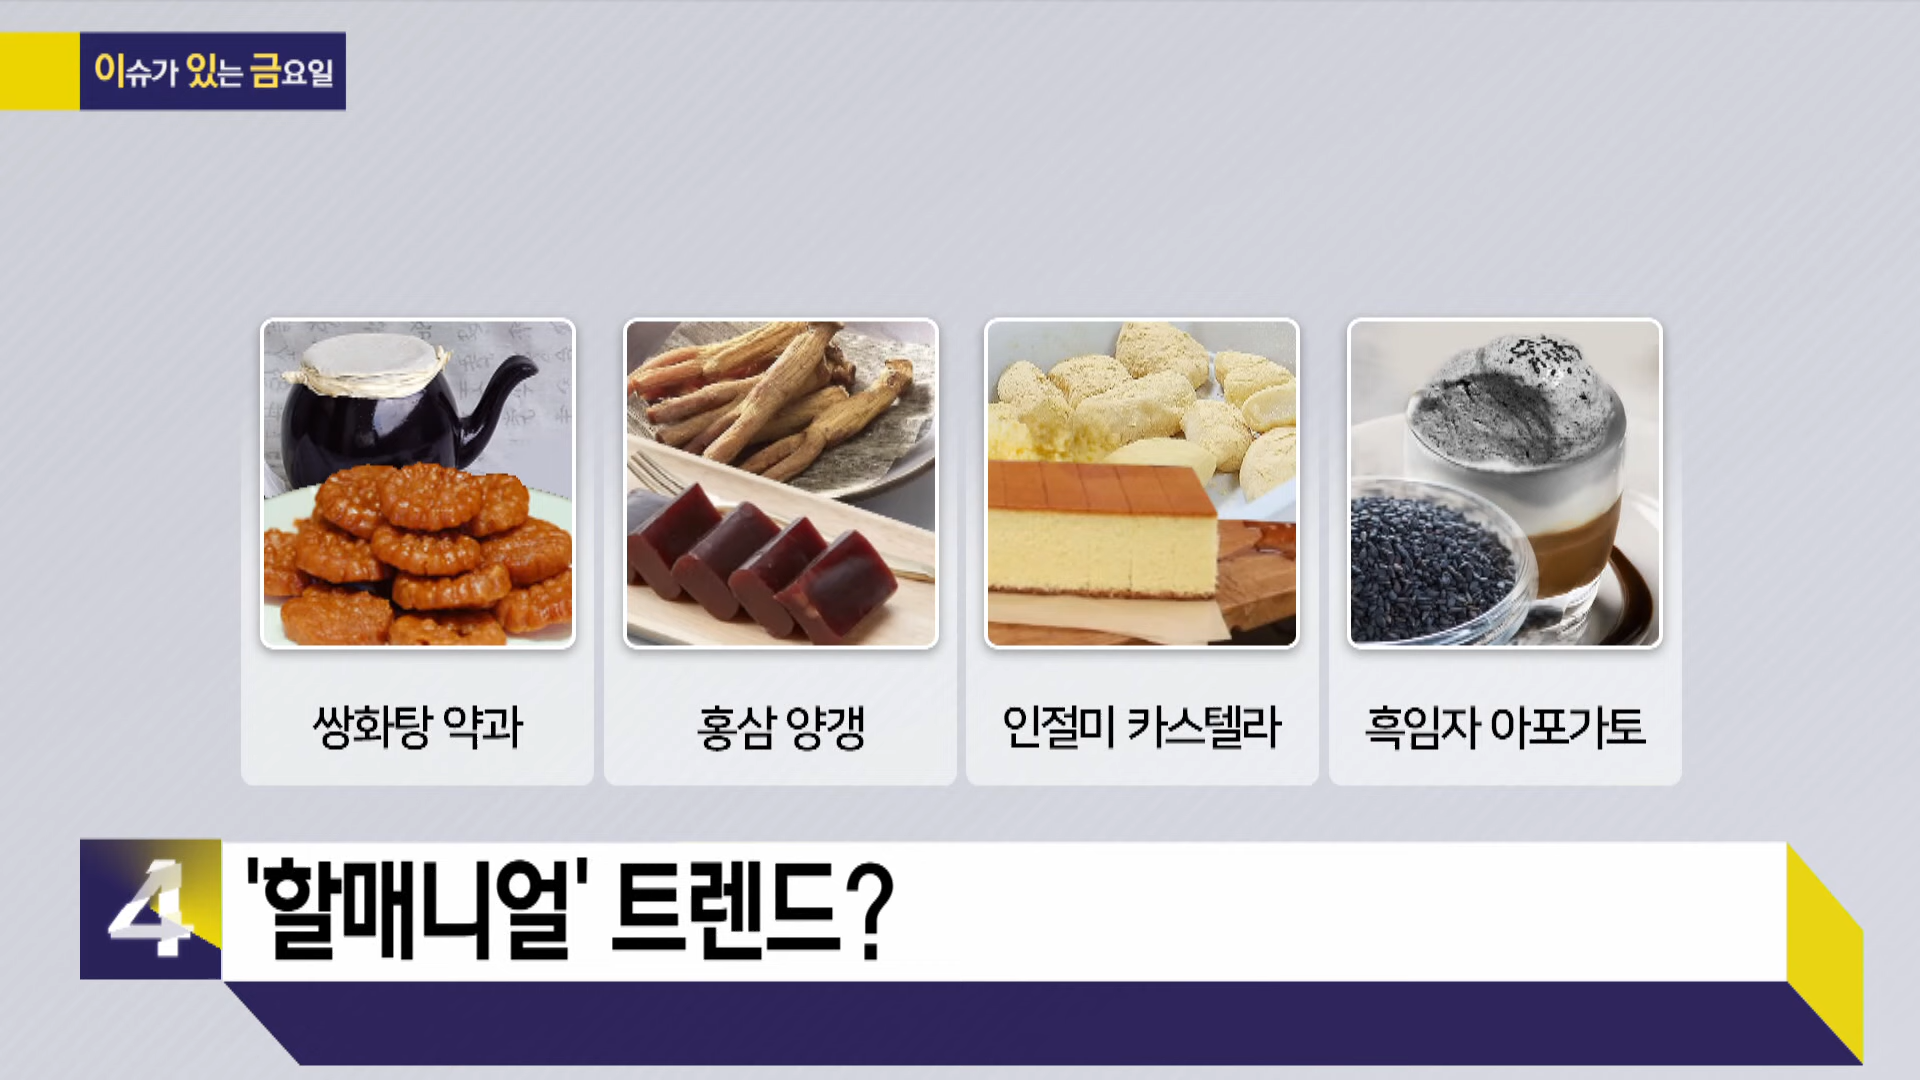 이슈가 있는 금요일
쌍화탕 약과
홍삼 양갱
인절미 카스텔라
흑임자 아포가토
4
'할매니얼' 트렌드?